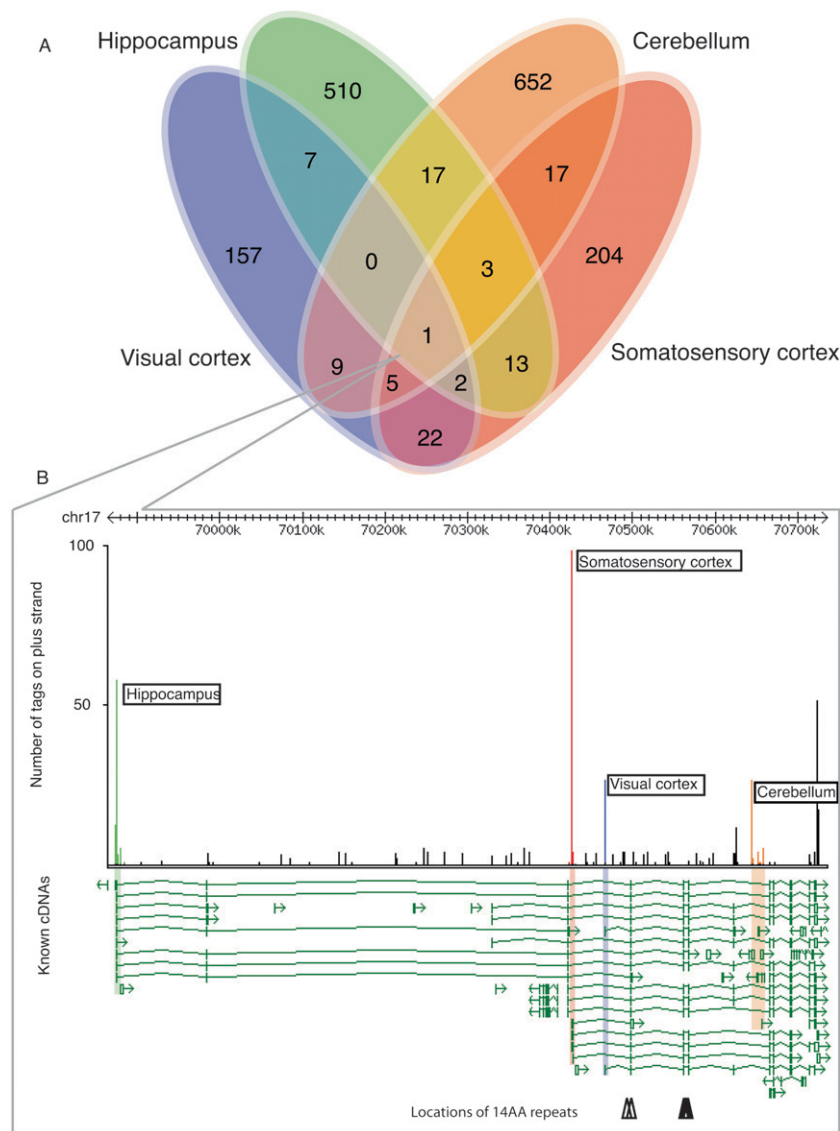 A
Hippocampus
Cerebellum
510
652
7
17
17
157
0
3
204
1
Visual cortex
Somatosensory cortex
9
5
2
13
22
B
chr17
70000k
70100k
70200k
70300k
70400k
70500k
70600k
70700k
100
Somatosensory cortex
Number of tags on plus strand
Hippocampus
50
Visual cortex
Cerebellum
Known cDNAs
Locations of 14AA repeats